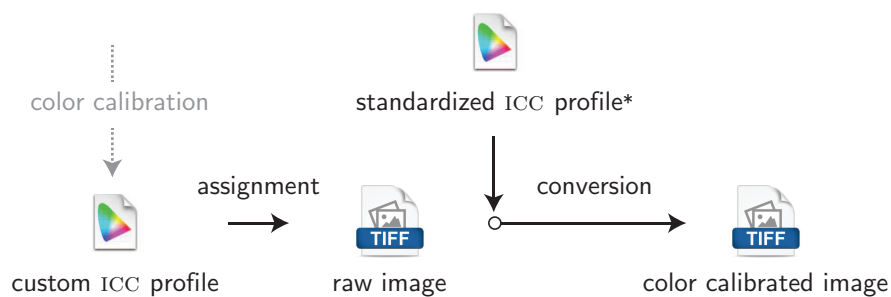 color calibration
standardized ICC profile*
assignment
conversion
TIFF
TIFF
custom ICC profile
raw image
color calibrated image